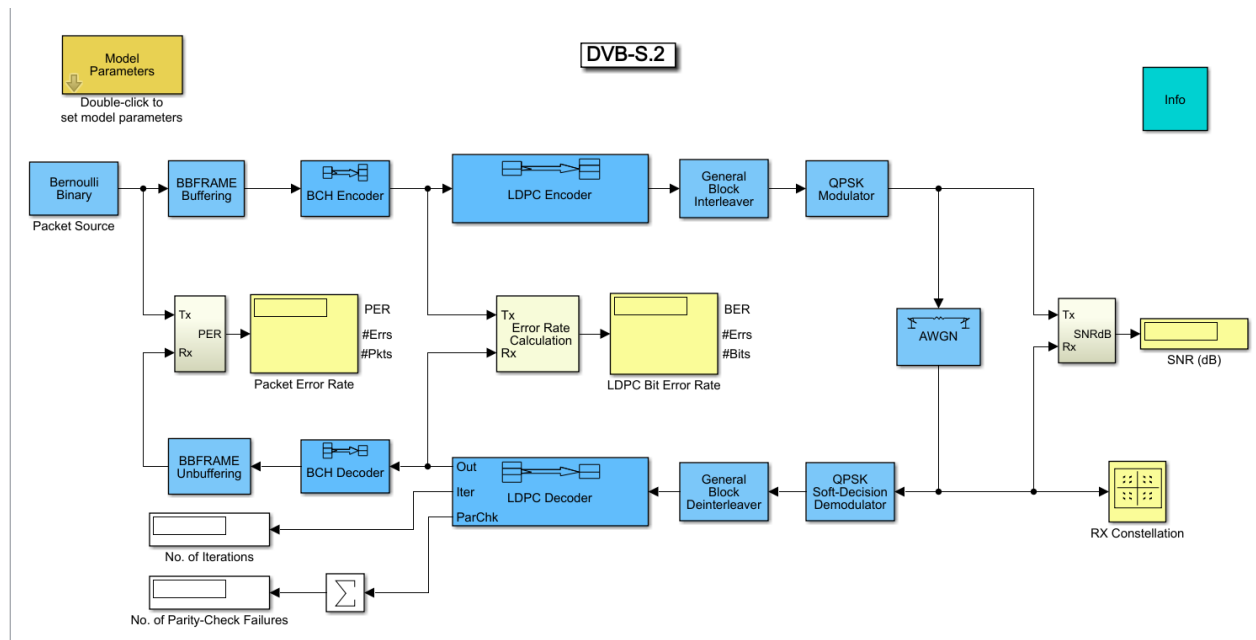 DVB-S.2
Model
Parameters
Double-click to
set model parameters
Info
Bernoulli
Binary
Packet Source
BBFRAME
Buffering
BCH Encoder
LDPC Encoder
General
Block
Interleaver
QPSK
Modulator
Tx
Rx
PER
PER
#Errs
#Pkts
Packet Error Rate
Tx
Rx
Error Rate
Calculation
BER
#Errs
#Bits
LDPC Bit Error Rate
AWGN
Tx
Rx
SNRdB
SNR (dB)
BBFRAME
Unbuffering
BCH Decoder
Out
Iter
ParChk
LDPC Decoder
General
Block
Deinterleaver
QPSK
Soft-Decision
Demodulator
RX Constellation
No. of Iterations
∑
No. of Parity-Check Failures